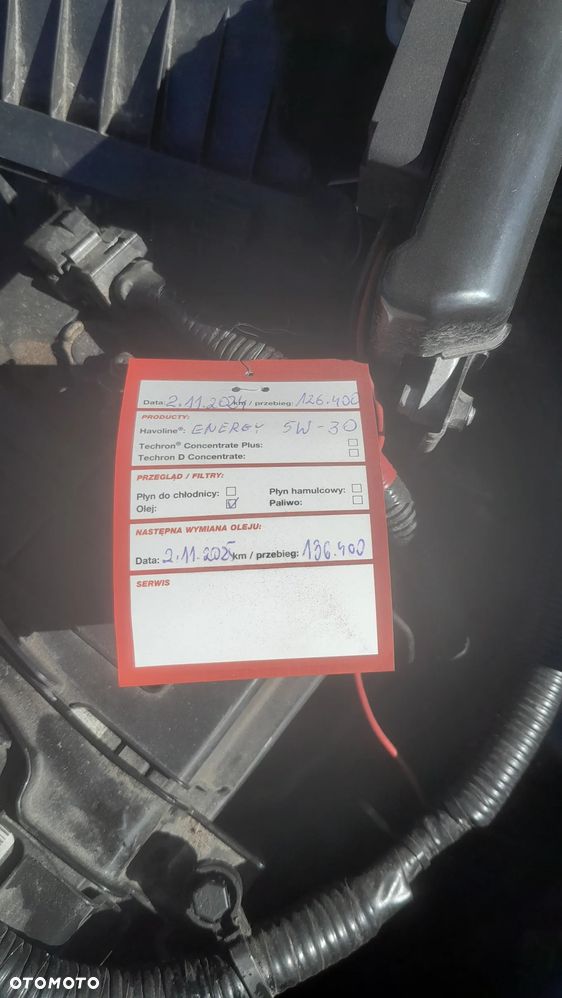 Data: 2.11.2024 km / przebieg: 126.400
PRODUCTY:
Havoline®: ENERGY 5W-30
Techron® Concentrate Plus:
Techron D Concentrate:
PRZEGLĄD / FILTRY:
Płyn do chłodnicy: Płyn hamulcowy:
Olej: Paliwo:
NASTĘPNA WYMIANA OLEJU:
Data: 2.11.2025 km / przebieg: 136.400
SERWIS
OTOMOTO